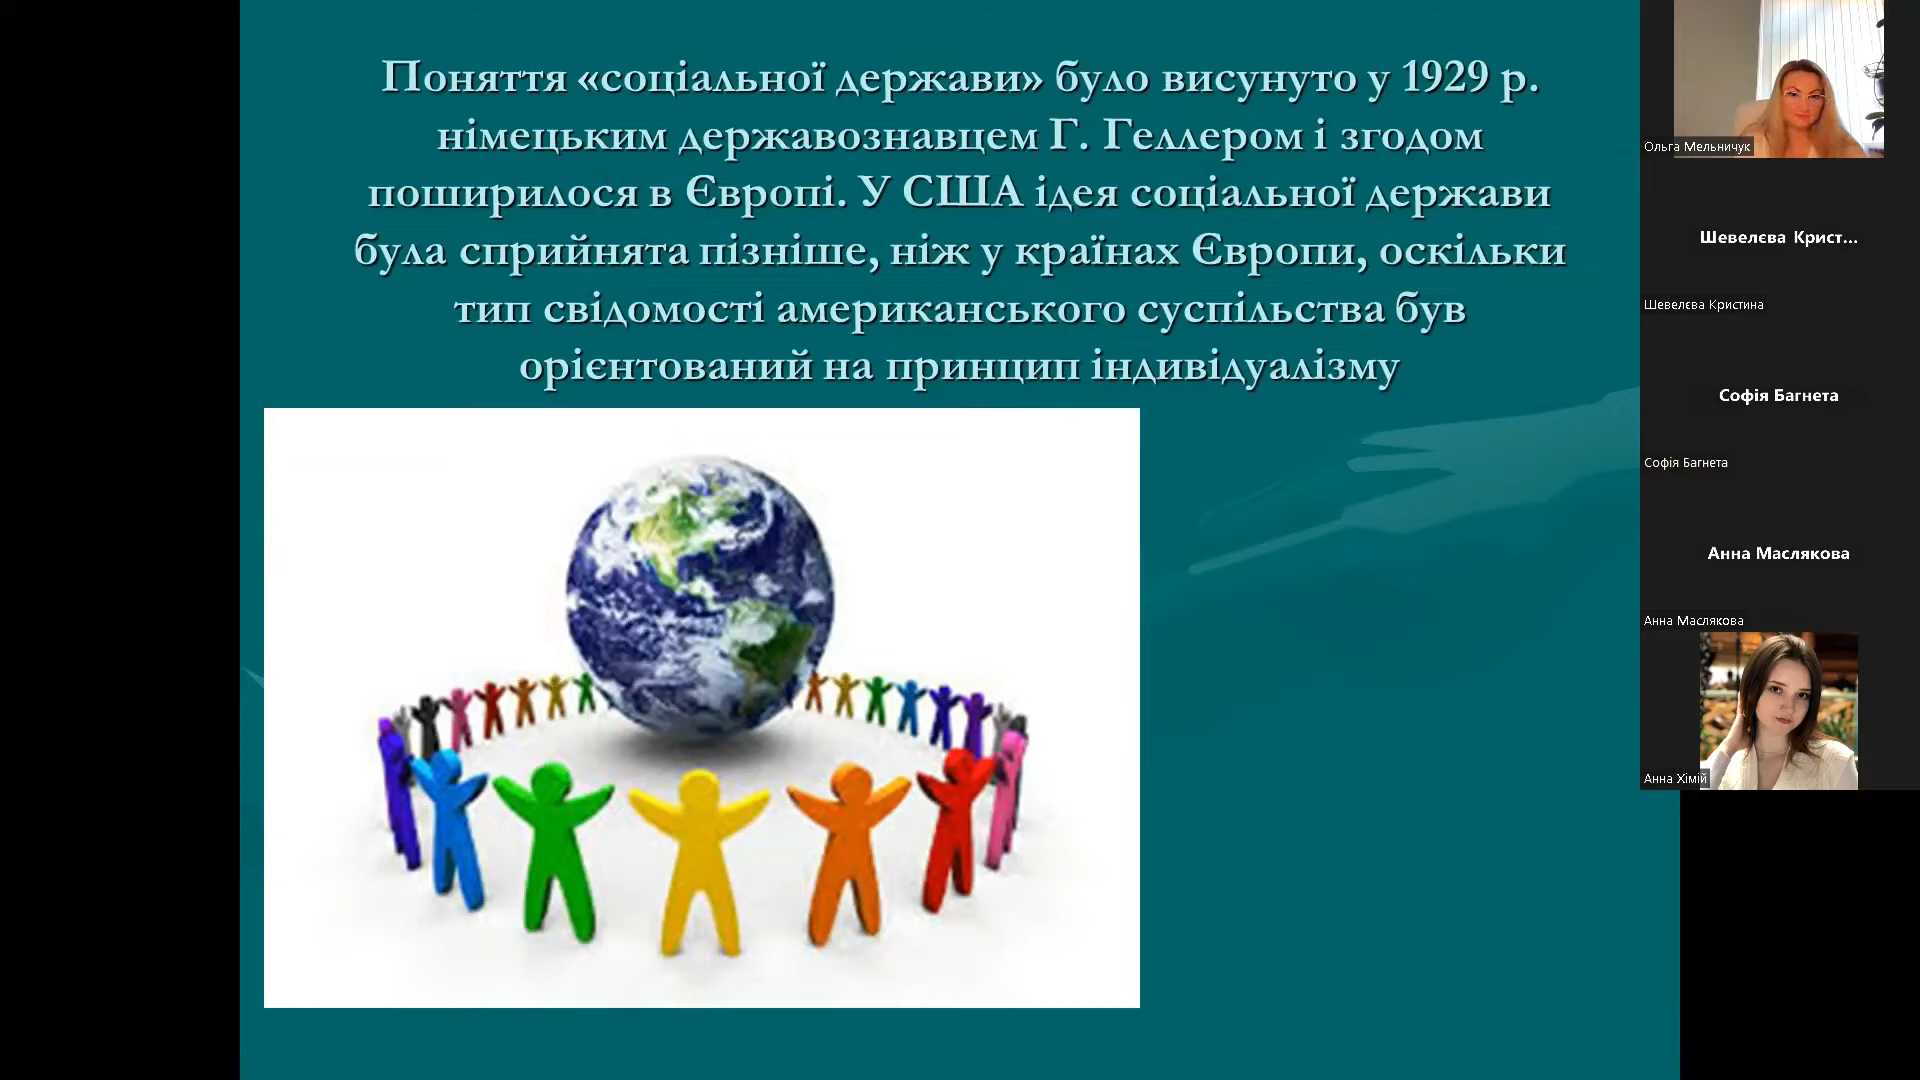 Поняття «соціальної держави» було висунуто у 1929 р.
німецьким державознавцем Г. Геллером і згодом
поширилося в Європі. У США ідея соціальної держави
була сприйнята пізніше, ніж у країнах Європи, оскільки
тип свідомості американського суспільства був
орієнтований на принцип індивідуалізму
Ольга Мельничук
Шевелєва Крист...
Шевелєва Кристина
Софія Багнета
Софія Багнета
Анна Маслякова
Анна Маслякова
Анна Хімій